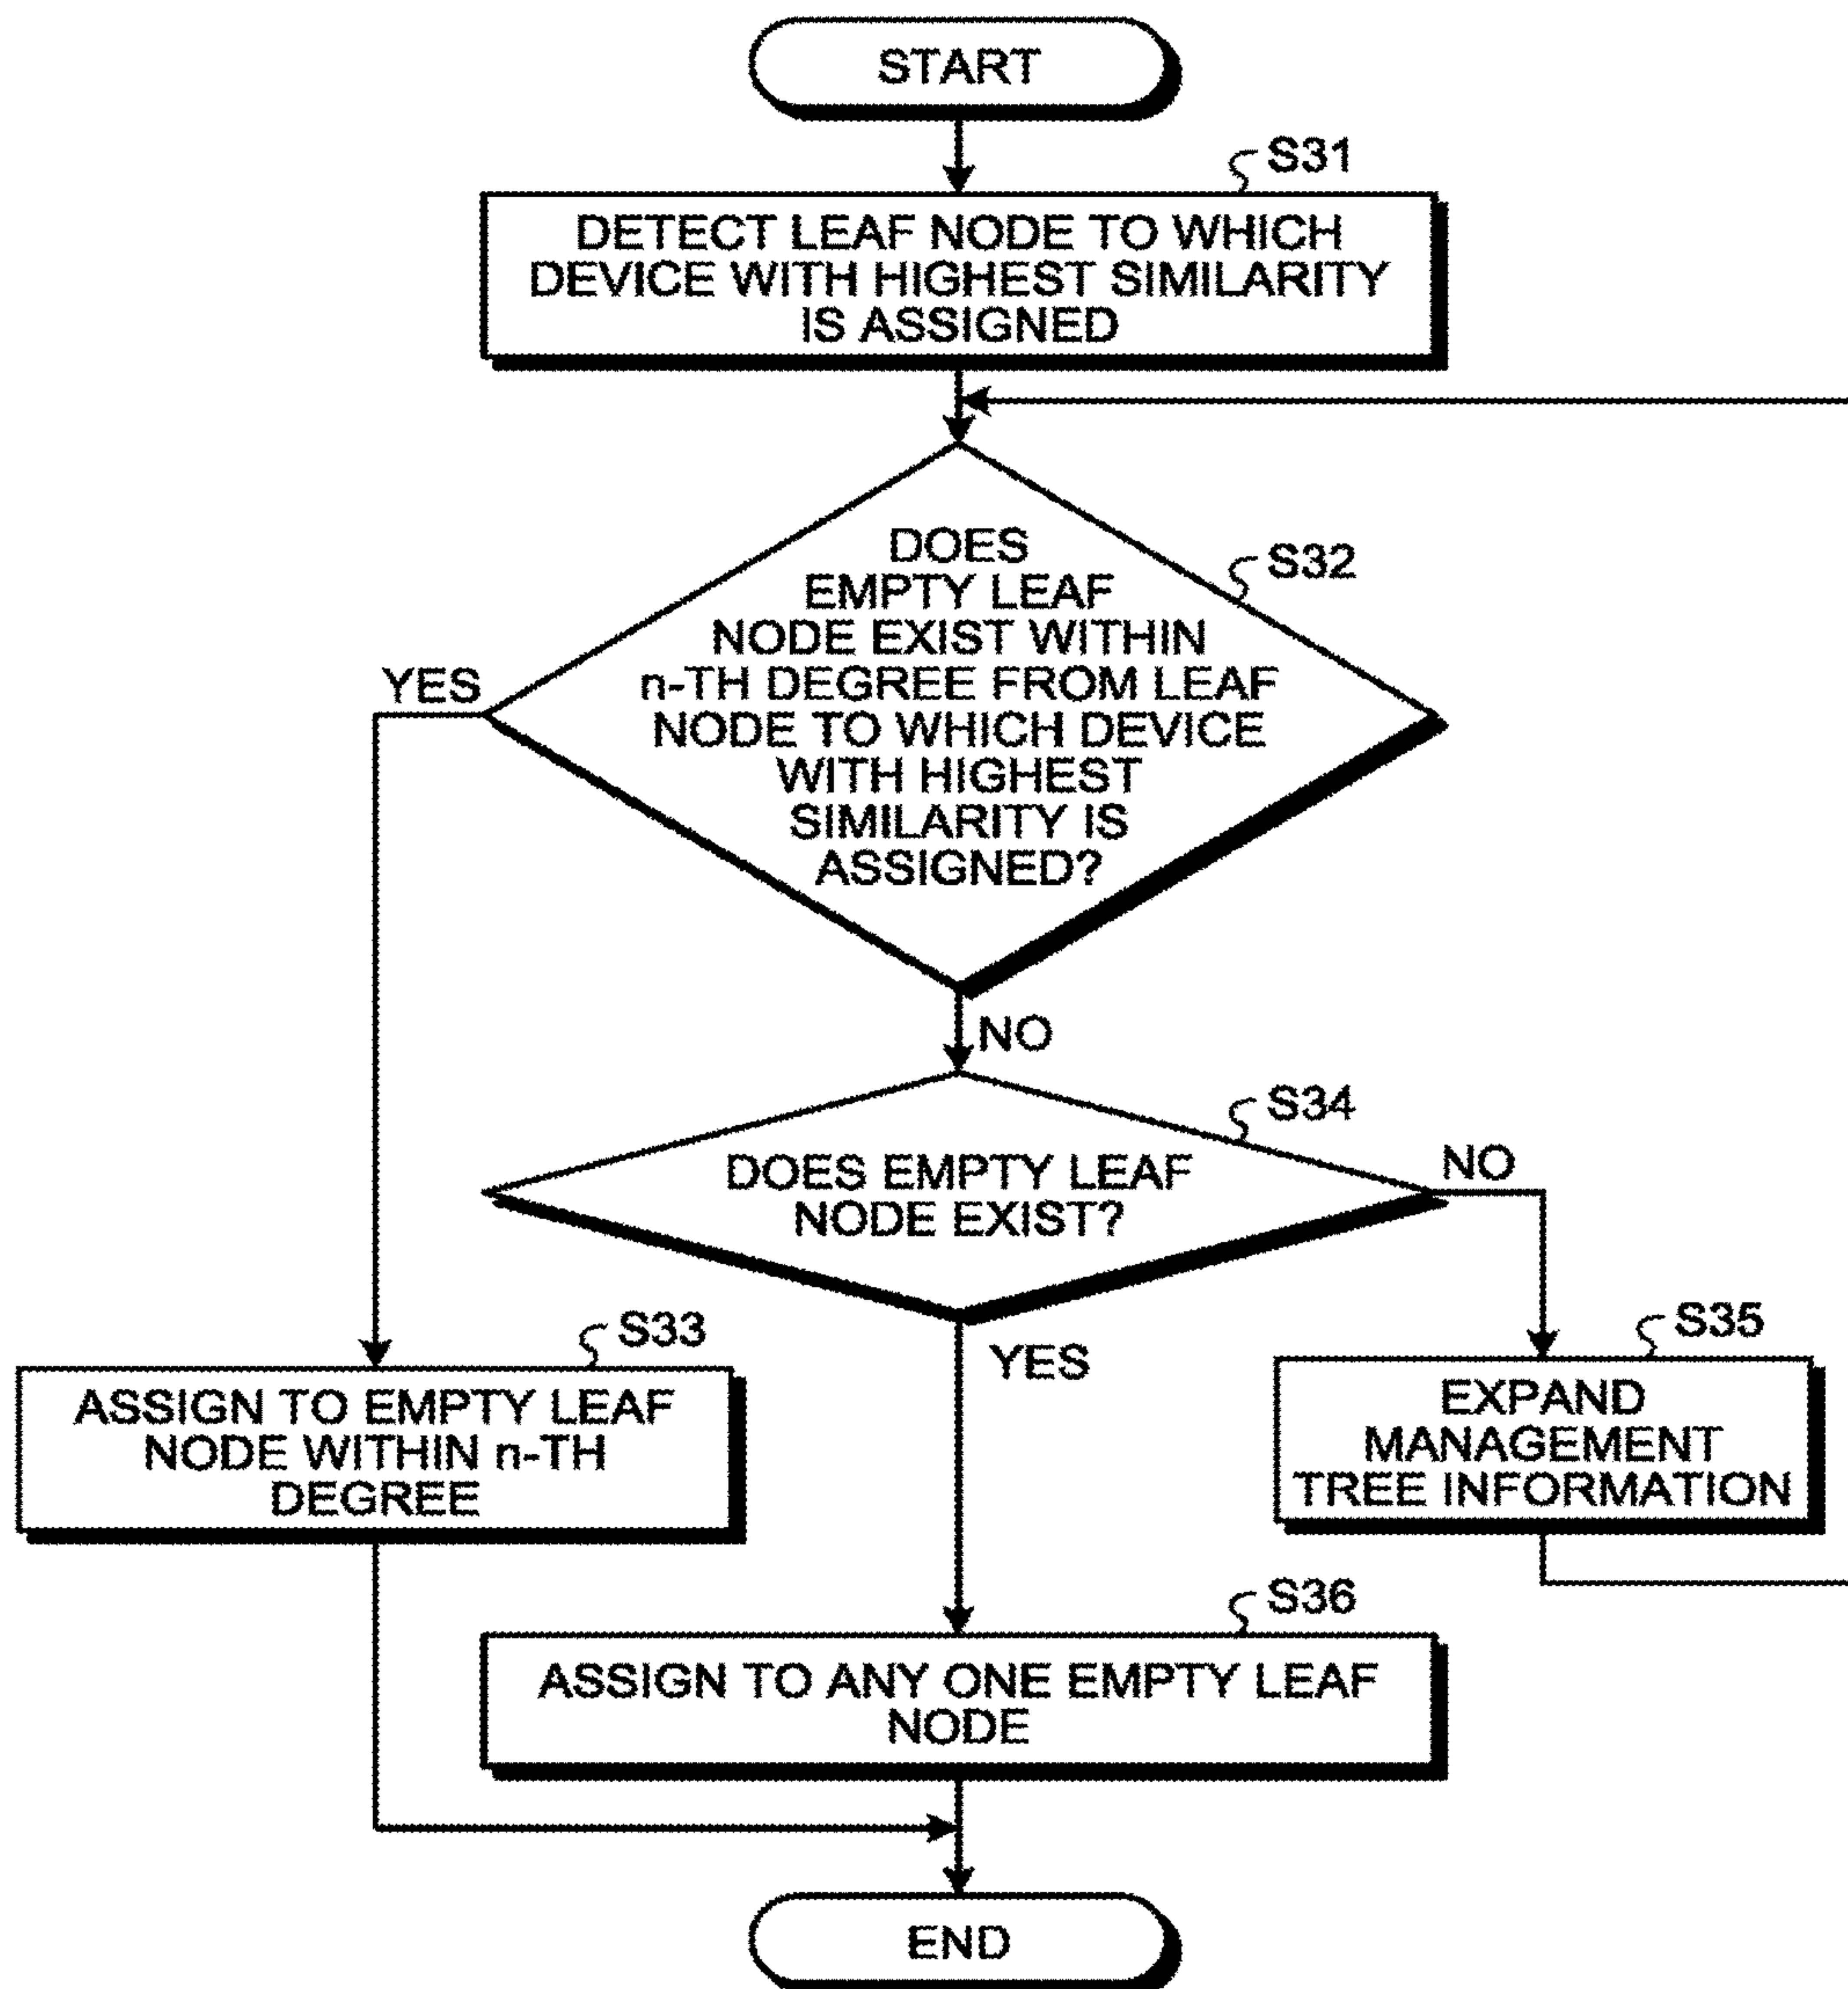 START
S31
DETECT LEAF NODE TO WHICH
DEVICE WITH HIGHEST SIMILARITY
IS ASSIGNED
S32
DOES
EMPTY LEAF
NODE EXIST WITHIN
n-TH DEGREE FROM LEAF
NODE TO WHICH DEVICE
WITH HIGHEST
SIMILARITY IS
ASSIGNED?
YES
NO
S34
DOES EMPTY LEAF
NODE EXIST?
NO
YES
S33
ASSIGN TO EMPTY LEAF
NODE WITHIN n-TH
DEGREE
S35
EXPAND
MANAGEMENT
TREE INFORMATION
S36
ASSIGN TO ANY ONE EMPTY LEAF
NODE
END